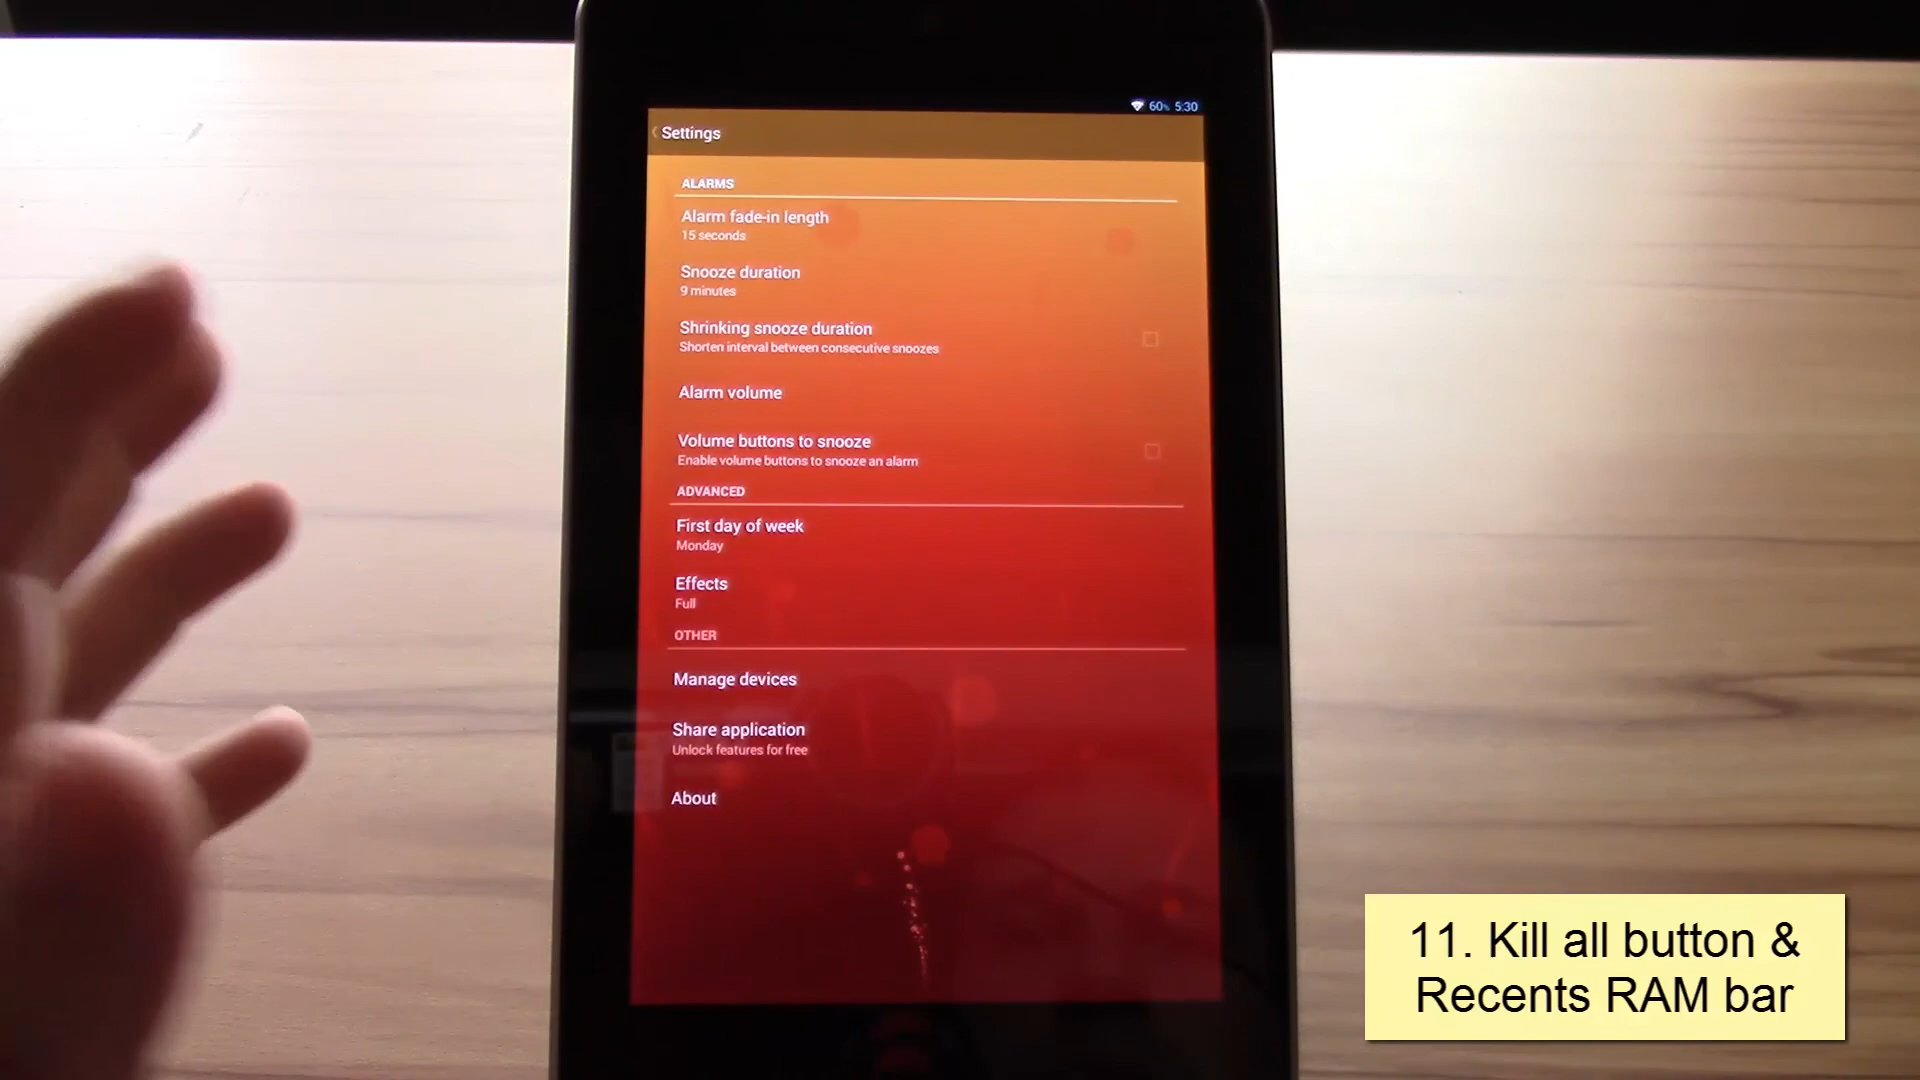 60% 5:30
Settings
ALARMS
Alarm fade-in length
15 seconds
Snooze duration
9 minutes
Shrinking snooze duration
Shorten interval between consecutive snoozes
Alarm volume
Volume buttons to snooze
Enable volume buttons to snooze an alarm
ADVANCED
First day of week
Monday
Effects
Full
OTHER
Manage devices
Share application
Unlock features for free
About
11. Kill all button &
Recents RAM bar